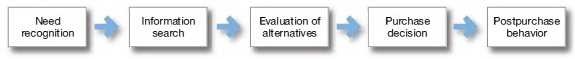 Need
recognition
Information
search
Evaluation of
alternatives
Purchase
decision
Postpurchase
behavior